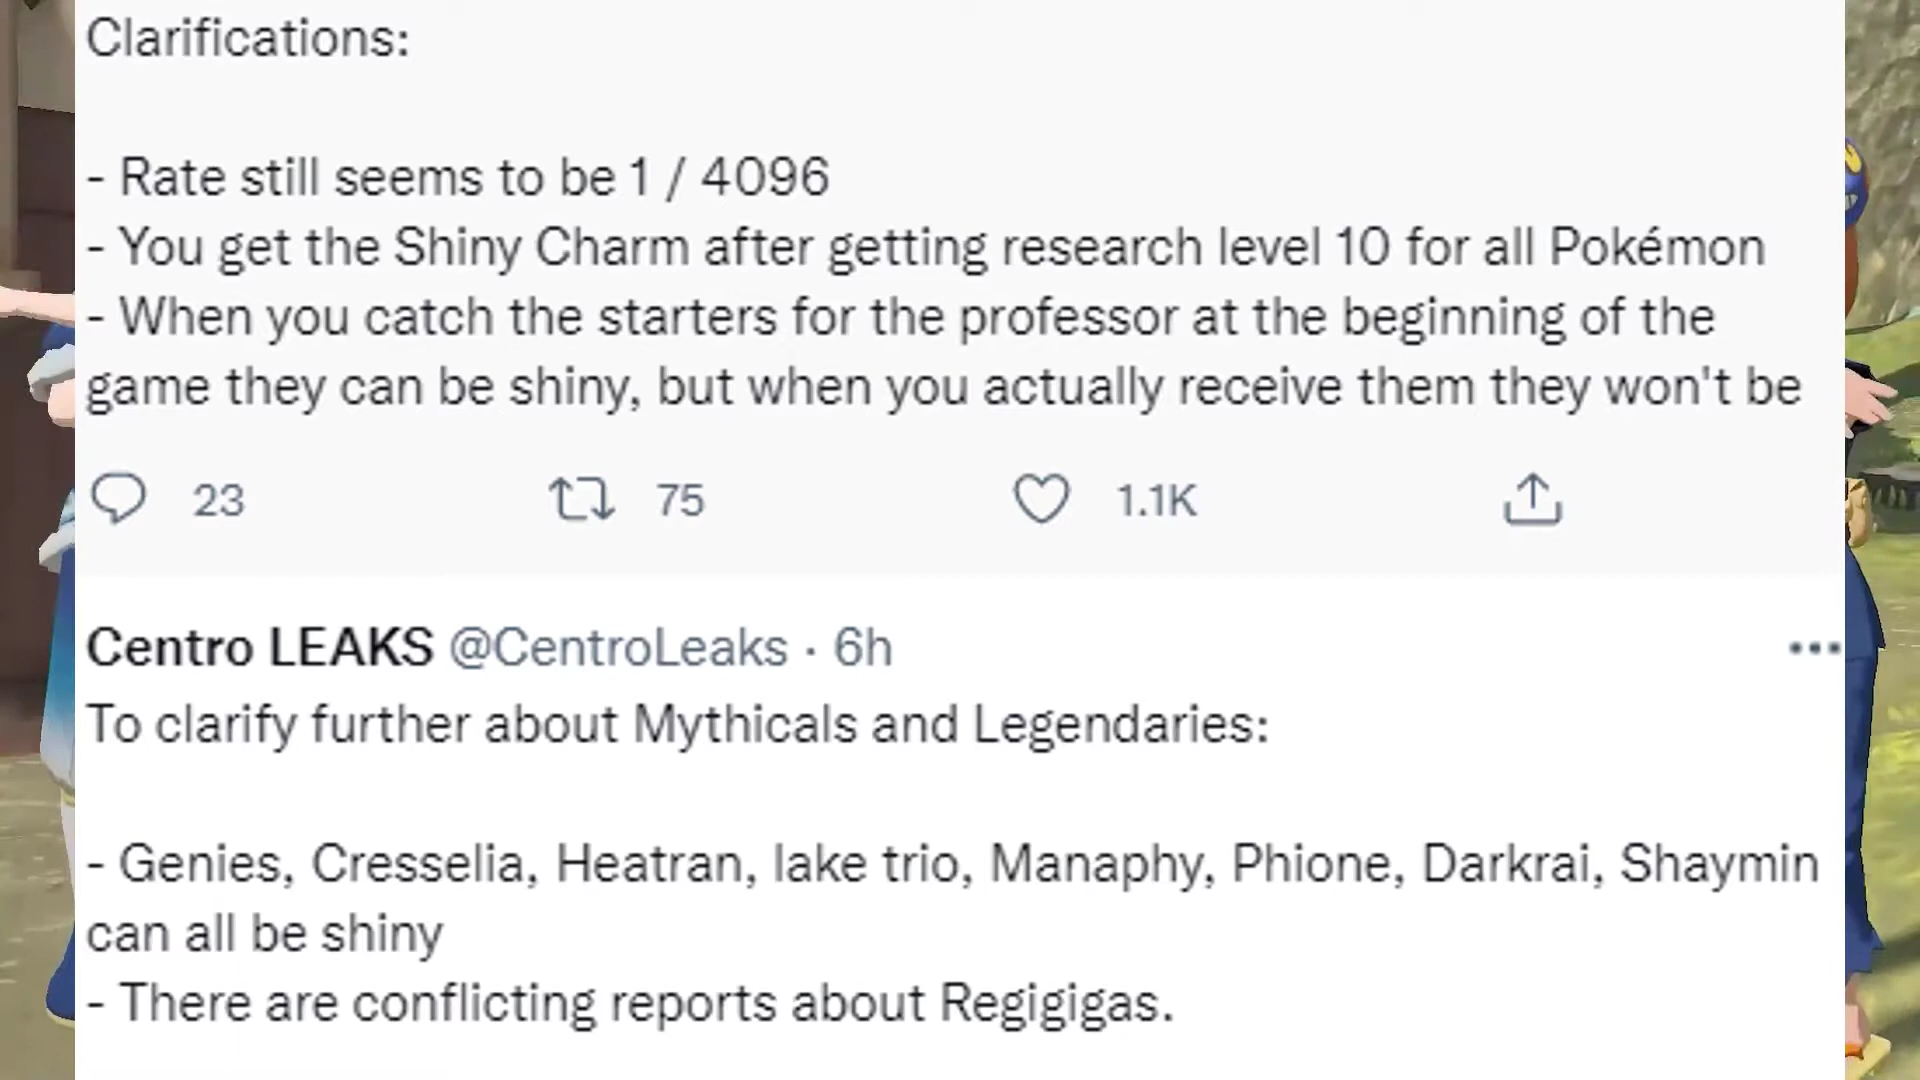 Clarifications:
- Rate still seems to be 1 / 4096
- You get the Shiny Charm after getting research level 10 for all Pokémon
- When you catch the starters for the professor at the beginning of the
game they can be shiny, but when you actually receive them they won't be
23 75 1.1K
Centro LEAKS @CentroLeaks · 6h
To clarify further about Mythicals and Legendaries:
- Genies, Cresselia, Heatran, lake trio, Manaphy, Phione, Darkrai, Shaymin
can all be shiny
- There are conflicting reports about Regigigas.